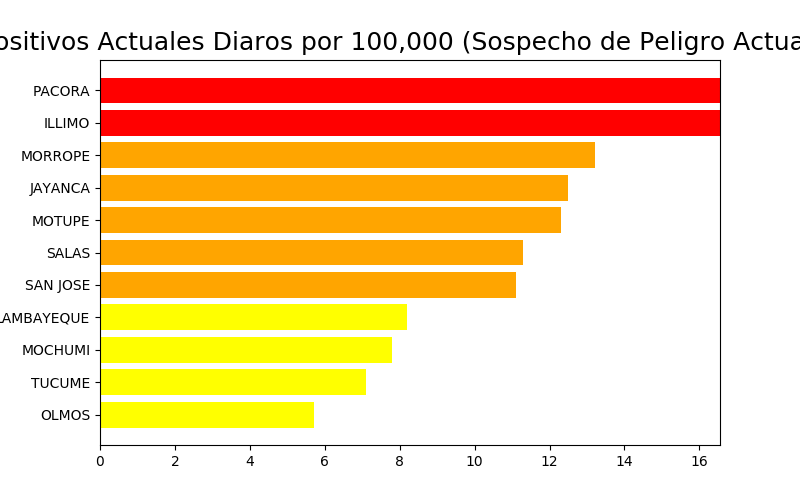 ositivos Actuales Diaros por 100,000 (Sospecho de Peligro Actua
PACORA
ILLIMO
MORROPE
JAYANCA
MOTUPE
SALAS
SAN JOSE
LAMBAYEQUE
MOCHUMI
TUCUME
OLMOS
0 2 4 6 8 10 12 14 16